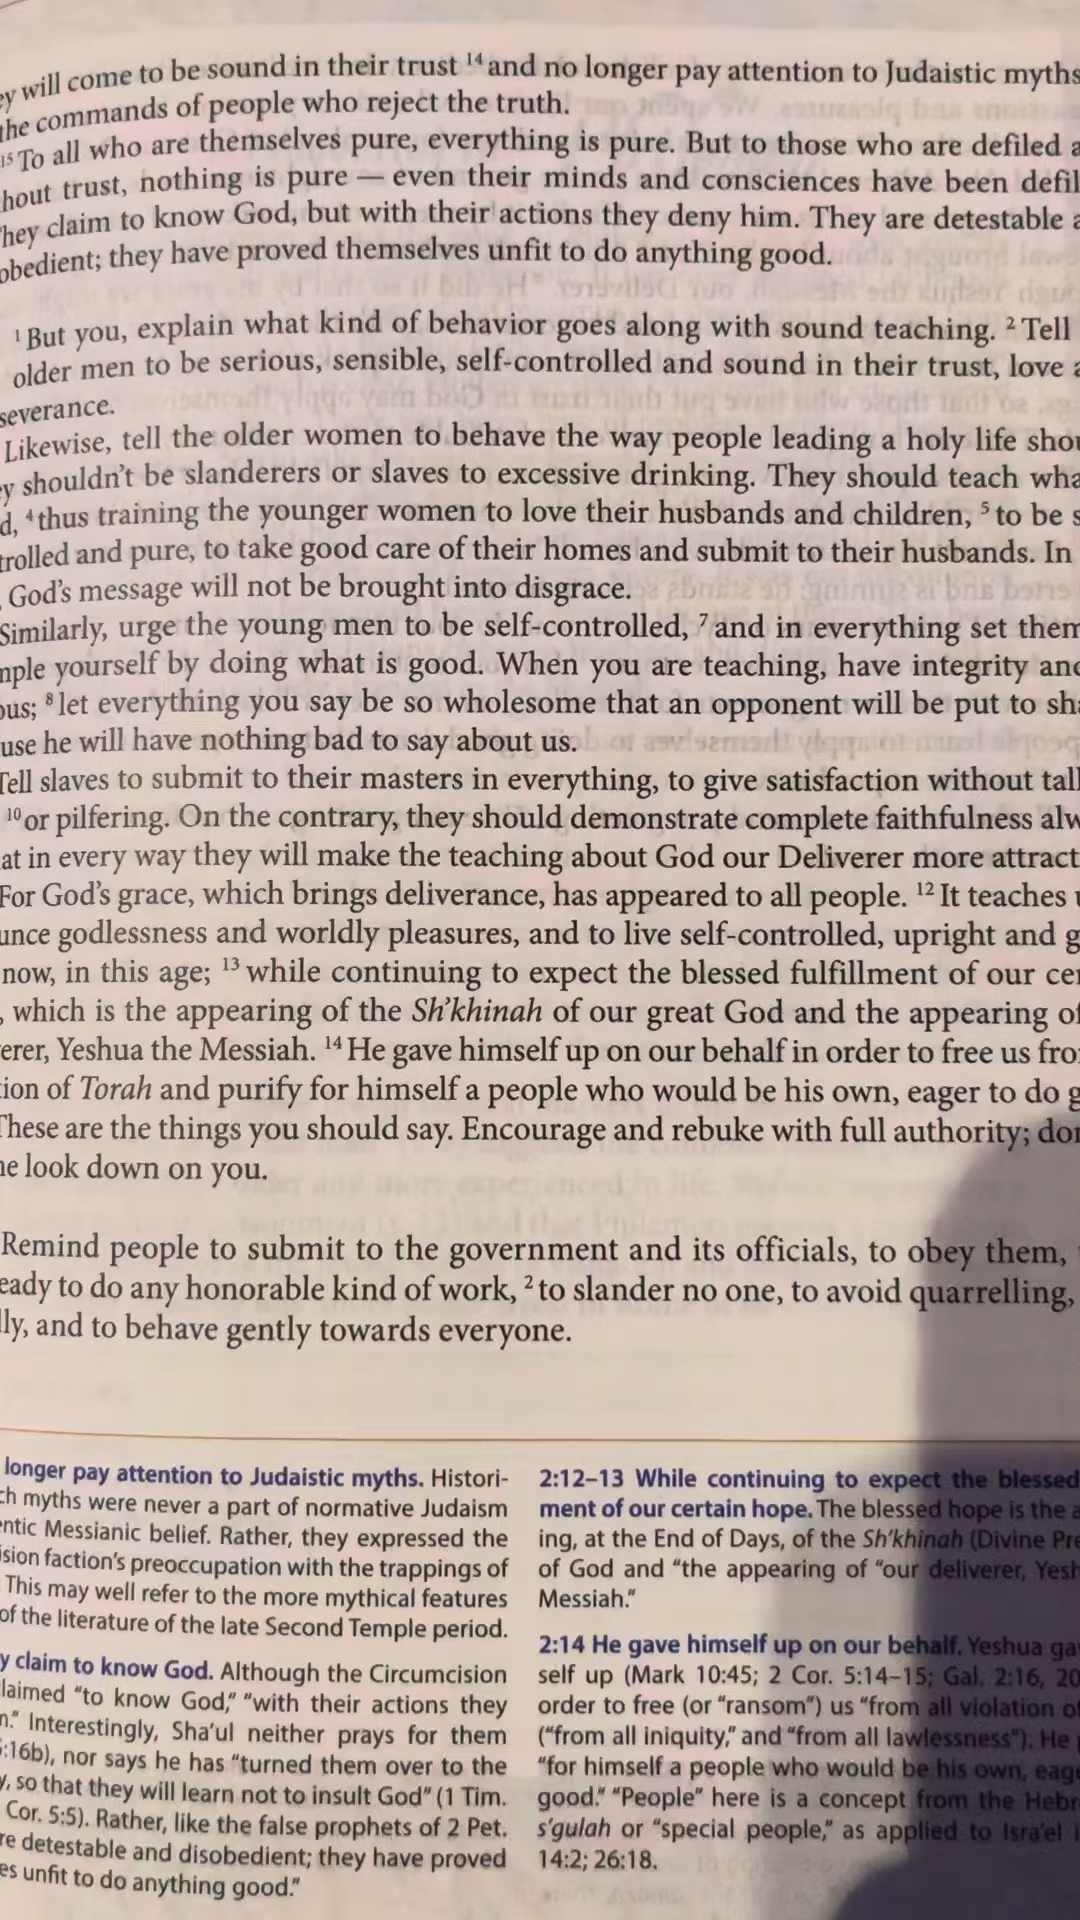 ey will come to be sound in their trust ¹⁴ and no longer pay attention to Judaistic myths
the commands of people who reject the truth.
¹⁵ To all who are themselves pure, everything is pure. But to those who are defiled a
hout trust, nothing is pure — even their minds and consciences have been defil
They claim to know God, but with their actions they deny him. They are detestable a
obedient; they have proved themselves unfit to do anything good.
¹ But you, explain what kind of behavior goes along with sound teaching. ² Tell
older men to be serious, sensible, self-controlled and sound in their trust, love a
severance.
Likewise, tell the older women to behave the way people leading a holy life shou
ey shouldn't be slanderers or slaves to excessive drinking. They should teach wha
d, ⁴ thus training the younger women to love their husbands and children, ⁵ to be s
trolled and pure, to take good care of their homes and submit to their husbands. In
, God's message will not be brought into disgrace.
Similarly, urge the young men to be self-controlled, ⁷ and in everything set them
mple yourself by doing what is good. When you are teaching, have integrity and
ous; ⁸ let everything you say be so wholesome that an opponent will be put to sha
use he will have nothing bad to say about us.
Tell slaves to submit to their masters in everything, to give satisfaction without tal
¹⁰ or pilfering. On the contrary, they should demonstrate complete faithfulness alw
at in every way they will make the teaching about God our Deliverer more attract
For God's grace, which brings deliverance, has appeared to all people. ¹² It teaches u
unce godlessness and worldly pleasures, and to live self-controlled, upright and g
now, in this age; ¹³ while continuing to expect the blessed fulfillment of our cer
, which is the appearing of the Sh'khinah of our great God and the appearing of
erer, Yeshua the Messiah. ¹⁴ He gave himself up on our behalf in order to free us fro
tion of Torah and purify for himself a people who would be his own, eager to do g
These are the things you should say. Encourage and rebuke with full authority; don
ne look down on you.
Remind people to submit to the government and its officials, to obey them,
eady to do any honorable kind of work, ² to slander no one, to avoid quarrelling,
lly, and to behave gently towards everyone.
longer pay attention to Judaistic myths. Histori-
ch myths were never a part of normative Judaism
entic Messianic belief. Rather, they expressed the
ision faction's preoccupation with the trappings of
This may well refer to the more mythical features
of the literature of the late Second Temple period.
y claim to know God. Although the Circumcision
laimed "to know God," "with their actions they
n." Interestingly, Sha'ul neither prays for them
:16b), nor says he has "turned them over to the
y, so that they will learn not to insult God" (1 Tim.
Cor. 5:5). Rather, like the false prophets of 2 Pet.
re detestable and disobedient; they have proved
es unfit to do anything good."
2:12–13 While continuing to expect the blessed
ment of our certain hope. The blessed hope is the a
ing, at the End of Days, of the Sh'khinah (Divine Pre
of God and "the appearing of "our deliverer, Yesh
Messiah."
2:14 He gave himself up on our behalf. Yeshua ga
self up (Mark 10:45; 2 Cor. 5:14–15; Gal. 2:16, 20
order to free (or "ransom") us "from all violation of
("from all iniquity," and "from all lawlessness"). He
"for himself a people who would be his own, eage
good." "People" here is a concept from the Hebr
s'gulah or "special people," as applied to Isra'el i
14:2; 26:18.